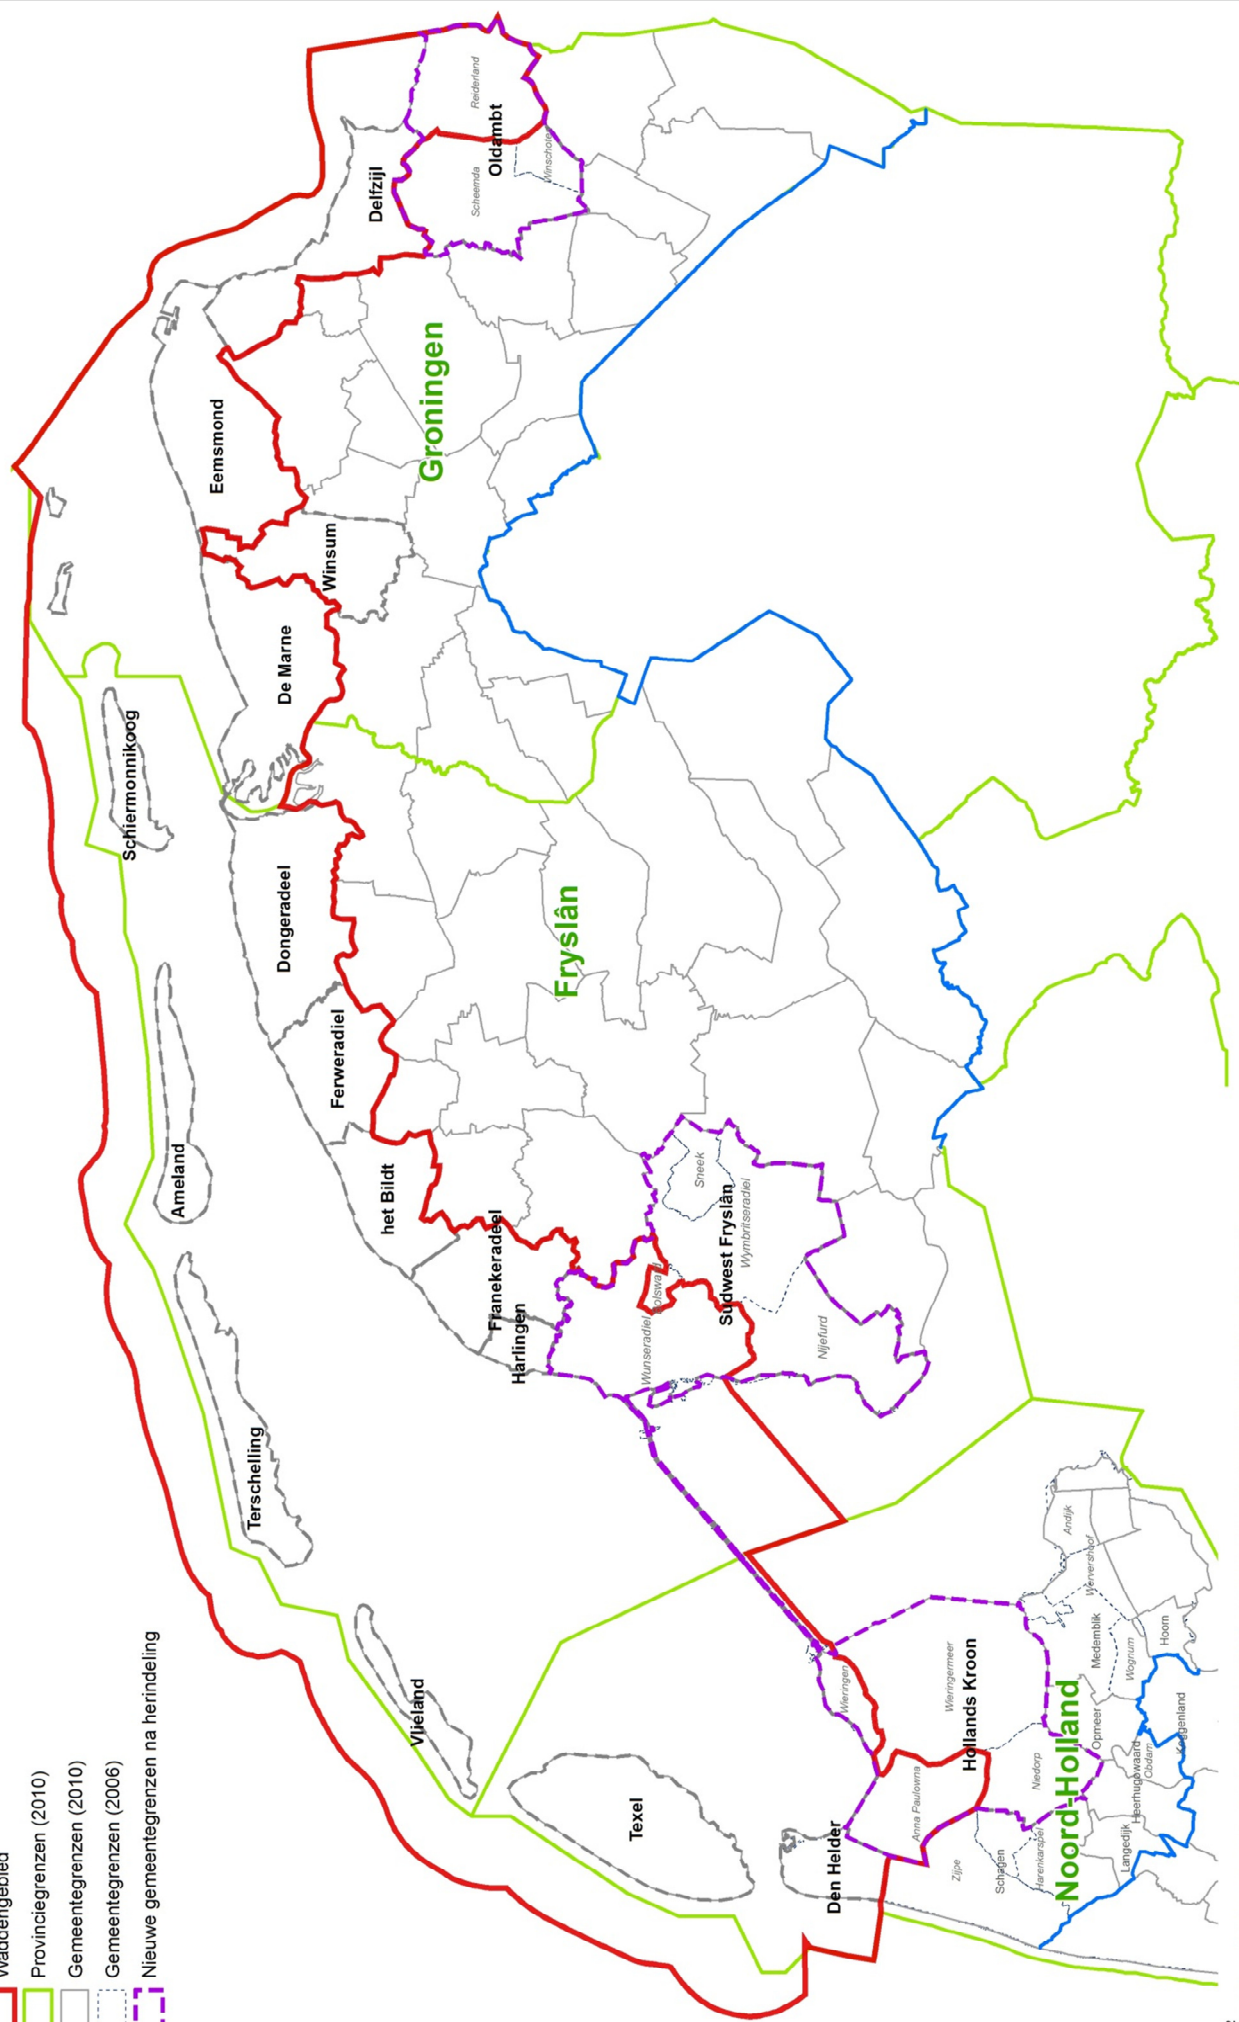 Waddengebied
Provinciegrenzen (2010)
Gemeentegrenzen (2010)
Gemeentegrenzen (2006)
Nieuwe gemeentegrenzen na herindeling
Schiermonnikoog
Ameland
Terschelling
Vlieland
Texel
Den Helder
Eemsmond
Delfzijl
Reiderland
Oldambt
Scheemda
Winschoten
Groningen
Winsum
De Marne
Dongeradeel
Ferweradiel
het Bildt
Franekeradeel
Harlingen
Fryslân
Sneek
Súdwest Fryslân
Wymbritseradiel
Bolsward
Wunseradiel
Nijefurd
Wieringen
Wieringermeer
Hollands Kroon
Anna Paulowna
Niedorp
Zijpe
Schagen
Harenkarspel
Noord-Holland
Andijk
Wervershoof
Medemblik
Wognum
Hoorn
Opmeer
Obdam
Koggenland
Heerhugowaard
Langedijk